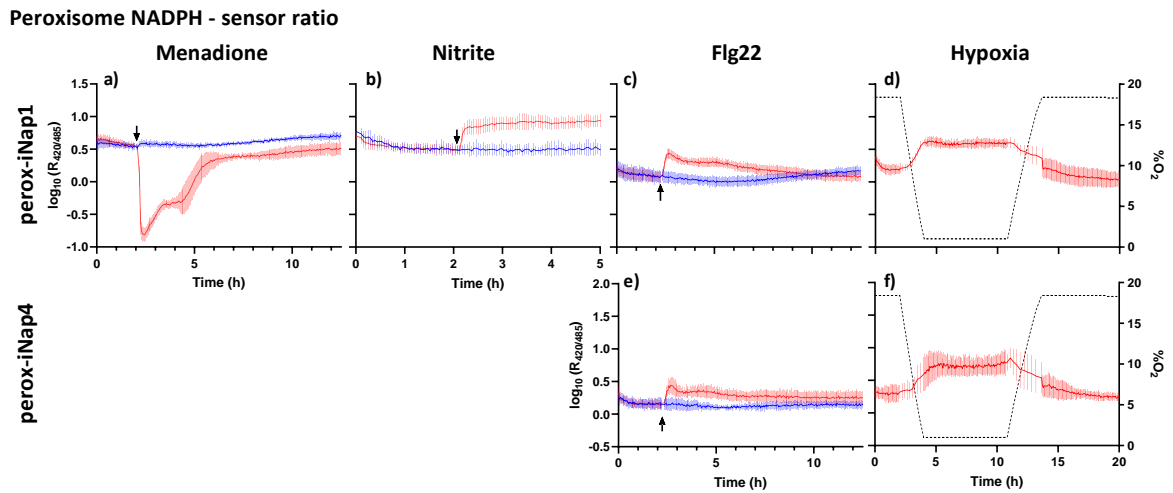 Peroxisome NADPH - sensor ratio
Menadione
Nitrite
Flg22
Hypoxia
perox-iNap1
a)
b)
c)
d)
log10 (R420/485)
1.5
1.0
0.5
0.0
-0.5
-1.0
20
15
10
5
0
%O2
0 5 10
0 1 2 3 4 5
Time (h)
Time (h)
perox-iNap4
e)
f)
log10 (R420/485)
2.0
1.5
1.0
0.5
0.0
-0.5
20
15
10
5
0
%O2
0 5 10
0 5 10 15 20
Time (h)
Time (h)